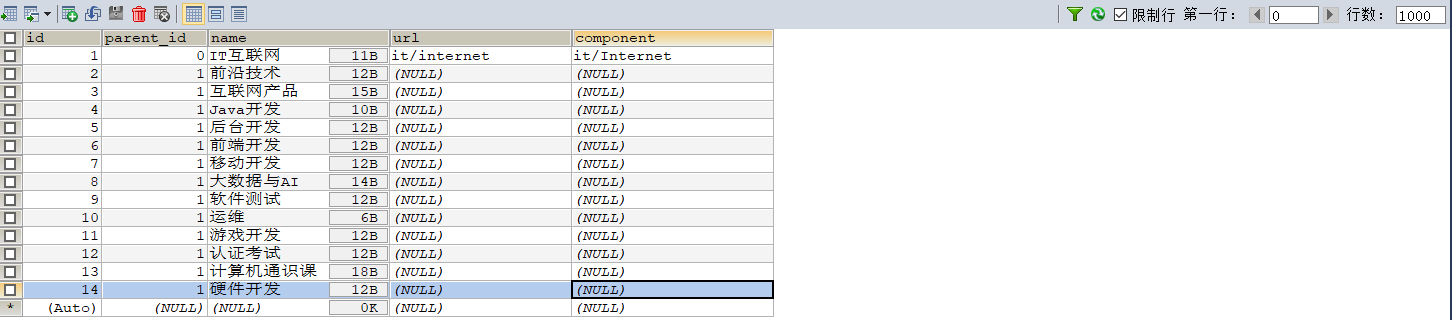 限制行 第一行: 0 行数: 1000
id parent_id name url component
1 0 IT互联网 11B it/internet it/Internet
2 1 前沿技术 12B (NULL) (NULL)
3 1 互联网产品 15B (NULL) (NULL)
4 1 Java开发 10B (NULL) (NULL)
5 1 后台开发 12B (NULL) (NULL)
6 1 前端开发 12B (NULL) (NULL)
7 1 移动开发 12B (NULL) (NULL)
8 1 大数据与AI 14B (NULL) (NULL)
9 1 软件测试 12B (NULL) (NULL)
10 1 运维 6B (NULL) (NULL)
11 1 游戏开发 12B (NULL) (NULL)
12 1 认证考试 12B (NULL) (NULL)
13 1 计算机通识课 18B (NULL) (NULL)
14 1 硬件开发 12B (NULL) (NULL)
* (Auto) (NULL) (NULL) 0K (NULL) (NULL)